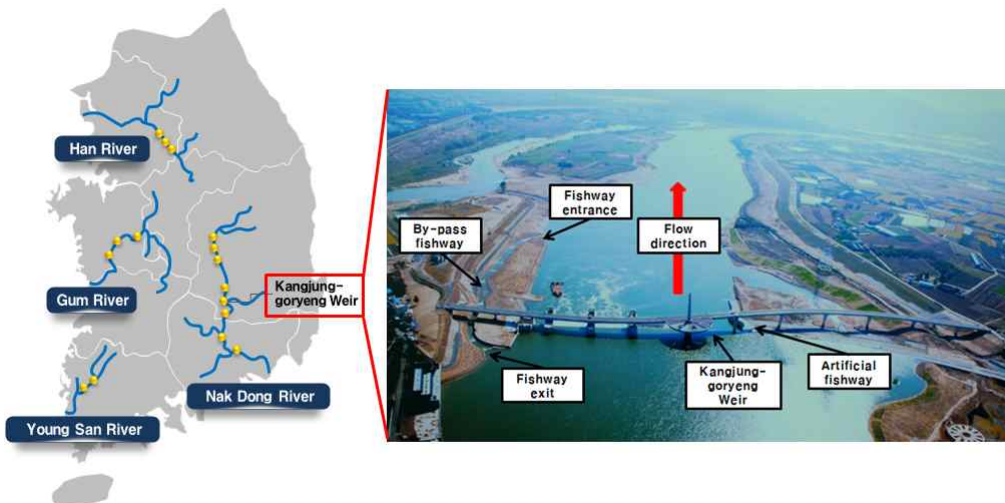 Han River
Gum River
Young San River
Nak Dong River
Kangjung-
goryeng Weir
Fishway
entrance
By-pass
fishway
Flow
direction
Fishway
exit
Kangjung-
goryeng
Weir
Artificial
fishway